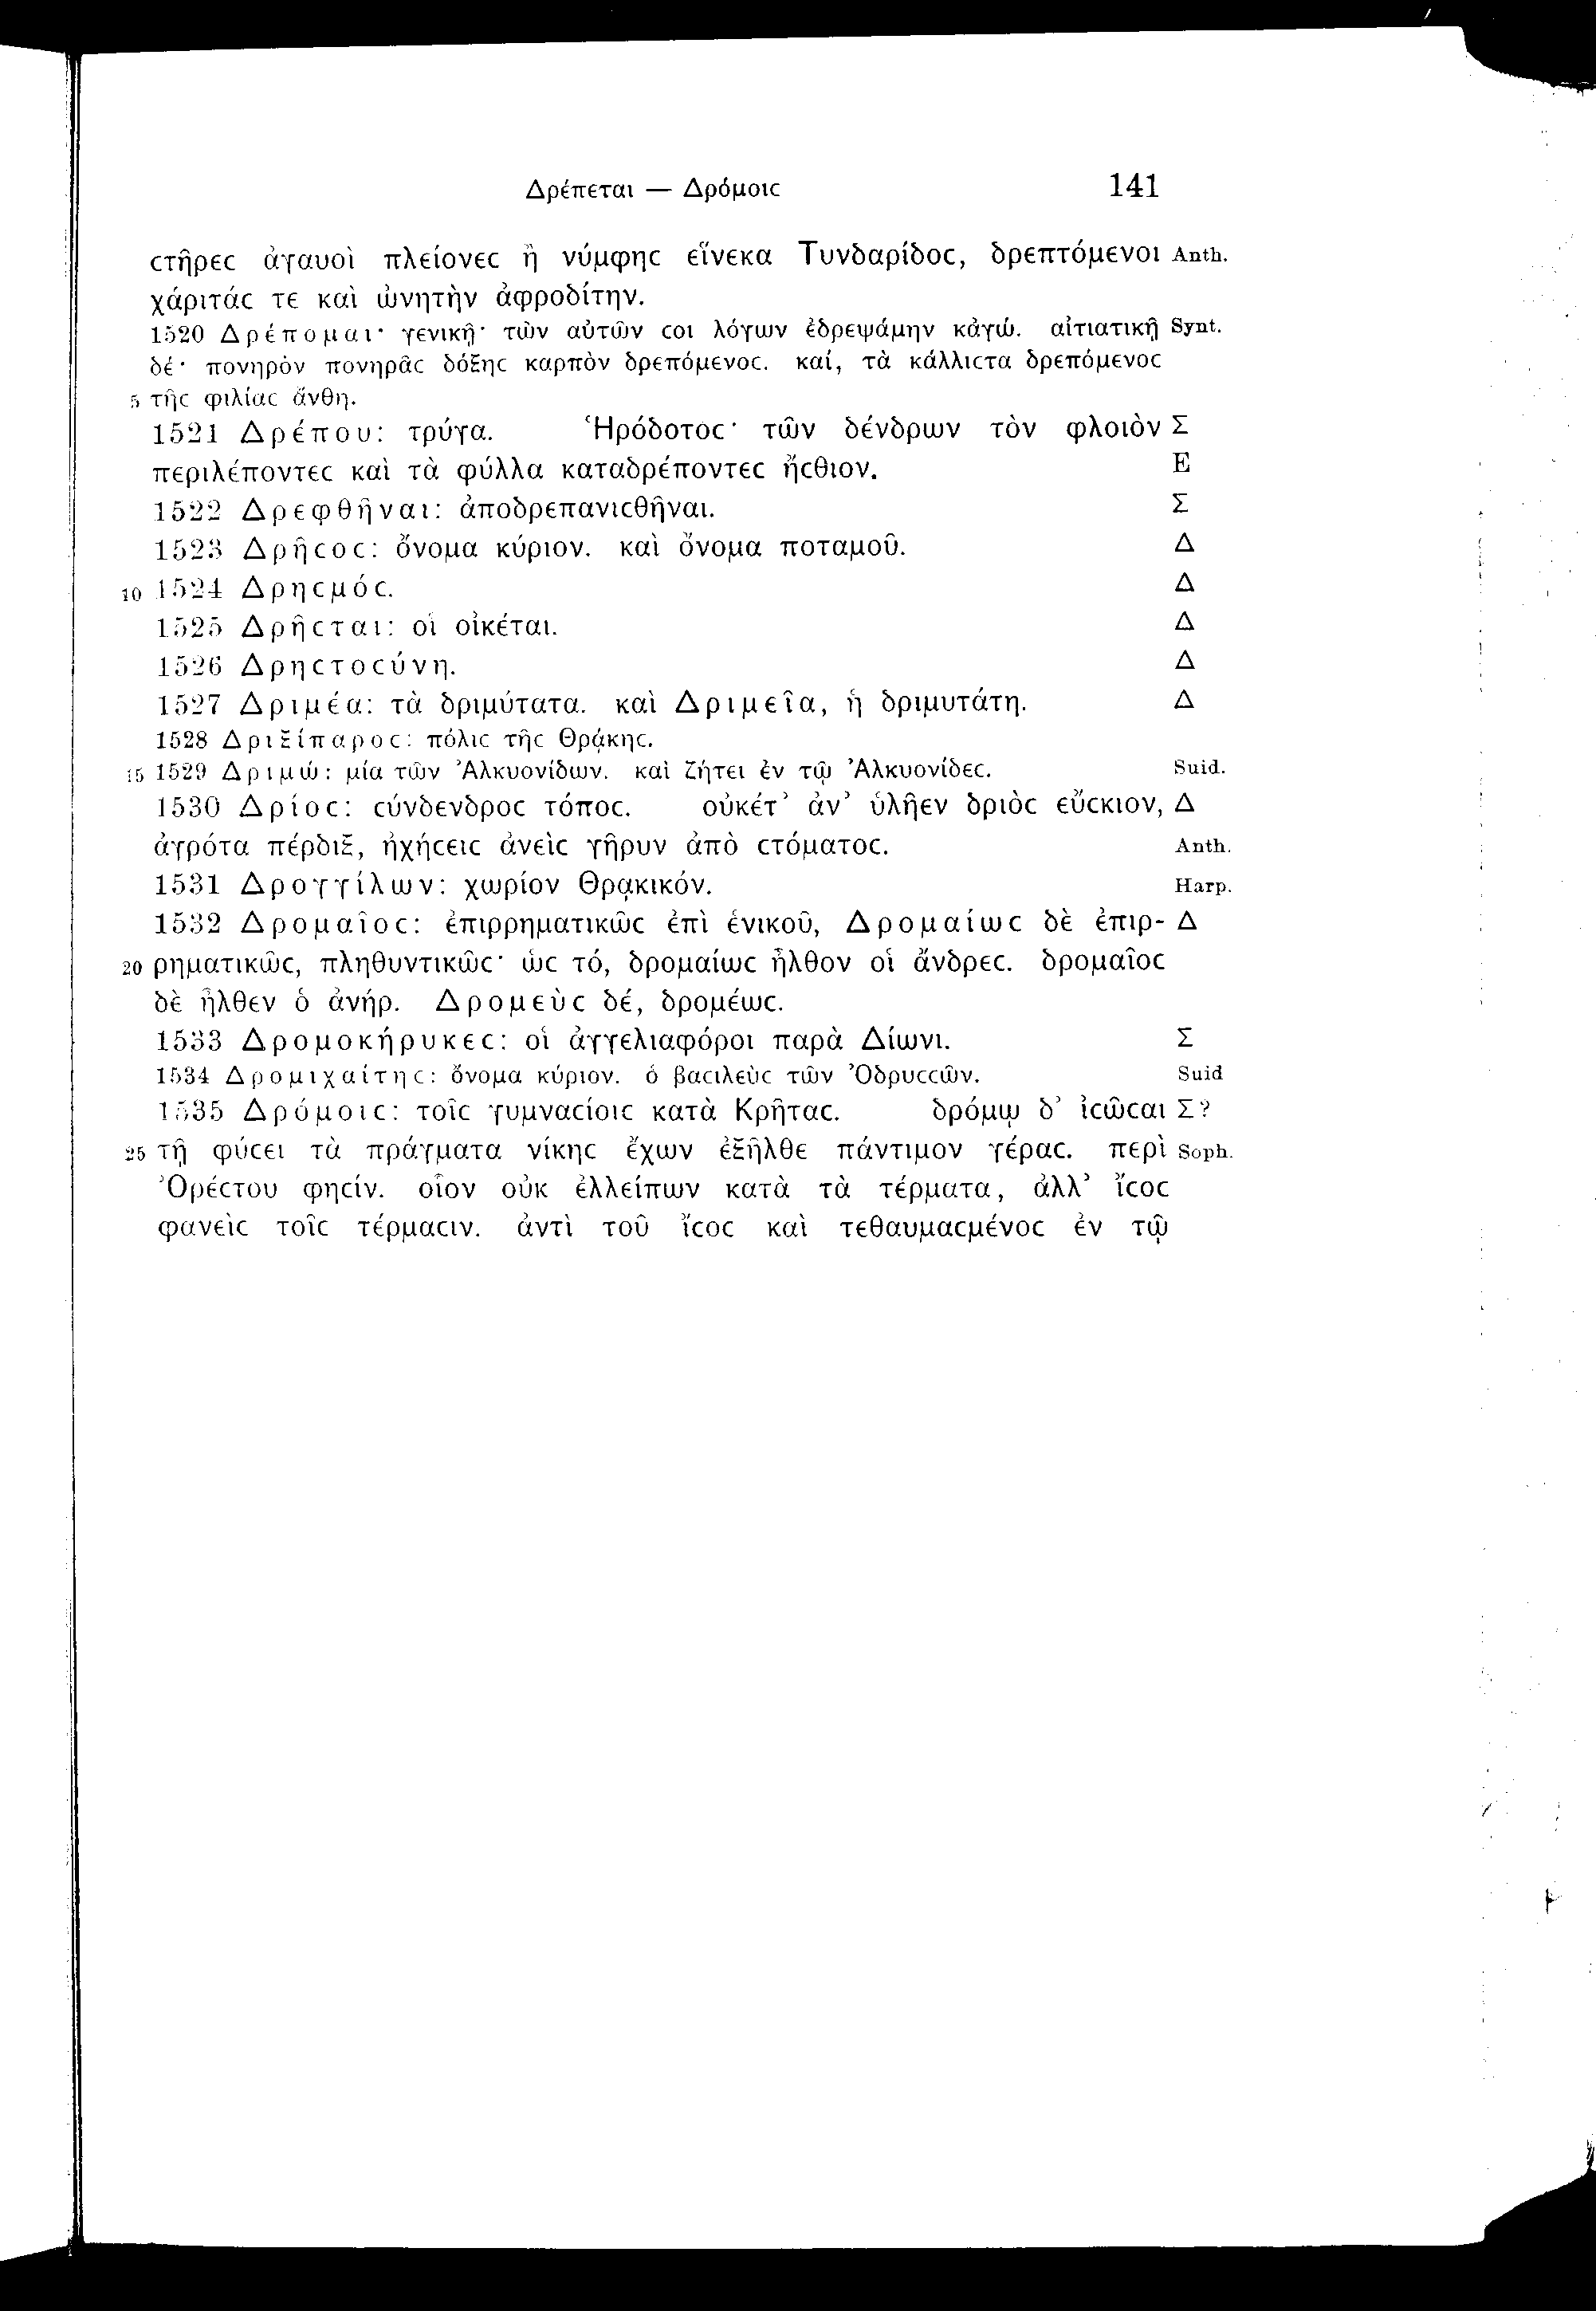 Δρέπεται — Δρόμοιϲ 141
ϲτῆρεϲ ἀγαυοὶ πλείονεϲ ἢ νύμφηϲ εἵνεκα Τυνδαρίδοϲ, δρεπτόμενοι Anth.
χάριτάϲ τε καὶ ὠνητὴν ἀφροδίτην.
1520 Δρέπομαι· γενικῇ· τῶν αὐτῶν ϲοι λόγων ἐδρεψάμην κἀγώ. αἰτιατικῇ Synt.
δέ· πονηρὸν πονηρᾶϲ δόξηϲ καρπὸν δρεπόμενοϲ. καί, τὰ κάλλιϲτα δρεπόμενοϲ
5 τῆϲ φιλίαϲ ἄνθη.
1521 Δρέπου: τρύγα. Ἡρόδοτοϲ· τῶν δένδρων τὸν φλοιὸν Σ
περιλέποντεϲ καὶ τὰ φύλλα καταδρέποντεϲ ἤϲθιον. E
1522 Δρεφθῆναι: ἀποδρεπανιϲθῆναι. Σ
1523 Δρῆϲοϲ: ὄνομα κύριον. καὶ ὄνομα ποταμοῦ. Δ
10 1524 Δρηϲμόϲ. Δ
1525 Δρῆϲται: οἱ οἰκέται. Δ
1526 Δρηϲτοϲύνη. Δ
1527 Δριμέα: τὰ δριμύτατα. καὶ Δριμεῖα, ἡ δριμυτάτη. Δ
1528 Δριξίπαροϲ: πόλιϲ τῆϲ Θρᾴκηϲ.
15 1529 Δριμώ: μία τῶν Ἀλκυονίδων. καὶ ζήτει ἐν τῷ Ἀλκυονίδεϲ. Suid.
1530 Δρίοϲ: ϲύνδενδροϲ τόποϲ. οὐκέτ’ ἀν’ ὑλῆεν δριὸϲ εὔϲκιον, Δ
ἀγρότα πέρδιξ, ἠχήϲειϲ ἀνεὶϲ γῆρυν ἀπὸ ϲτόματοϲ. Anth.
1531 Δρογγίλων: χωρίον Θρᾳκικόν. Harp.
1532 Δρομαῖοϲ: ἐπιρρηματικῶϲ ἐπὶ ἑνικοῦ, Δρομαίωϲ δὲ ἐπιρ- Δ
20 ρηματικῶϲ, πληθυντικῶϲ· ὡϲ τό, δρομαίωϲ ἦλθον οἱ ἄνδρεϲ. δρομαῖοϲ
δὲ ἦλθεν ὁ ἀνήρ. Δρομεὺϲ δέ, δρομέωϲ.
1533 Δρομοκήρυκεϲ: οἱ ἀγγελιαφόροι παρὰ Δίωνι. Σ
1534 Δρομιχαίτηϲ: ὄνομα κύριον. ὁ βαϲιλεὺϲ τῶν Ὀδρυϲϲῶν. Suid
1535 Δρόμοιϲ: τοῖϲ γυμναϲίοιϲ κατὰ Κρῆταϲ. δρόμῳ δ’ ἰϲῶϲαι Σ?
25 τῇ φύϲει τὰ πράγματα νίκηϲ ἔχων ἐξῆλθε πάντιμον γέραϲ. περὶ Soph.
Ὀρέϲτου φηϲίν. οἷον οὐκ ἐλλείπων κατὰ τὰ τέρματα, ἀλλ’ ἴϲοϲ
φανεὶϲ τοῖϲ τέρμαϲιν. ἀντὶ τοῦ ἴϲοϲ καὶ τεθαυμαϲμένοϲ ἐν τῷ